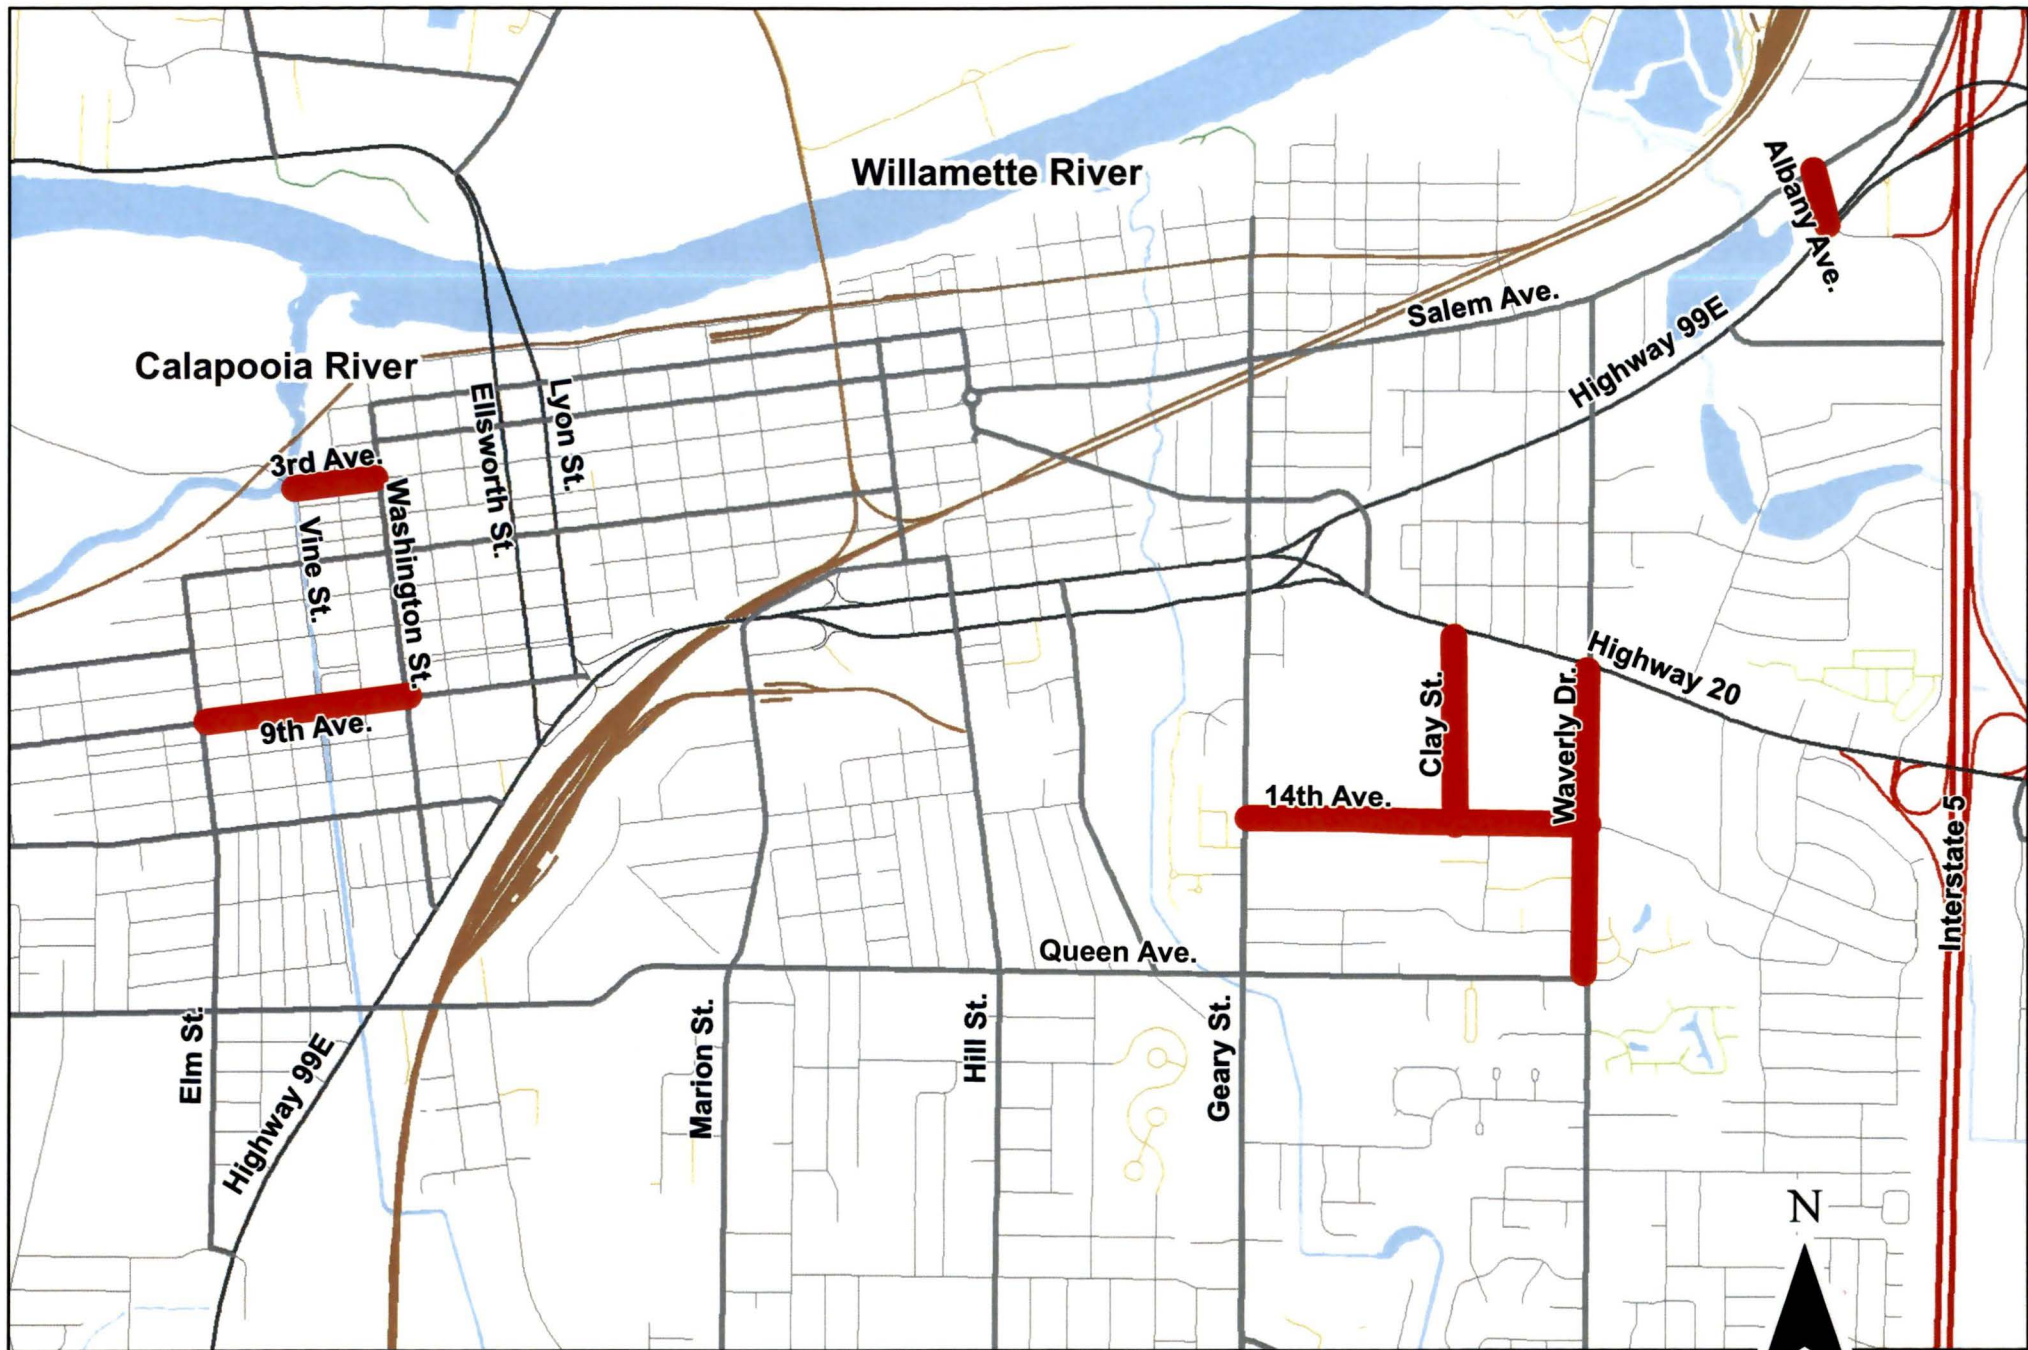 Albany Ave.
Willamette River
Salem Ave.
Highway 99E
Calapooia River
Ellsworth St.
Lyon St.
3rd Ave.
Washington St.
Vine St.
Highway 20
Clay St.
Waverly Dr.
9th Ave.
14th Ave.
Interstate 5
Queen Ave.
Elm St.
Highway 99E
Marion St.
Hill St.
Geary St.
N